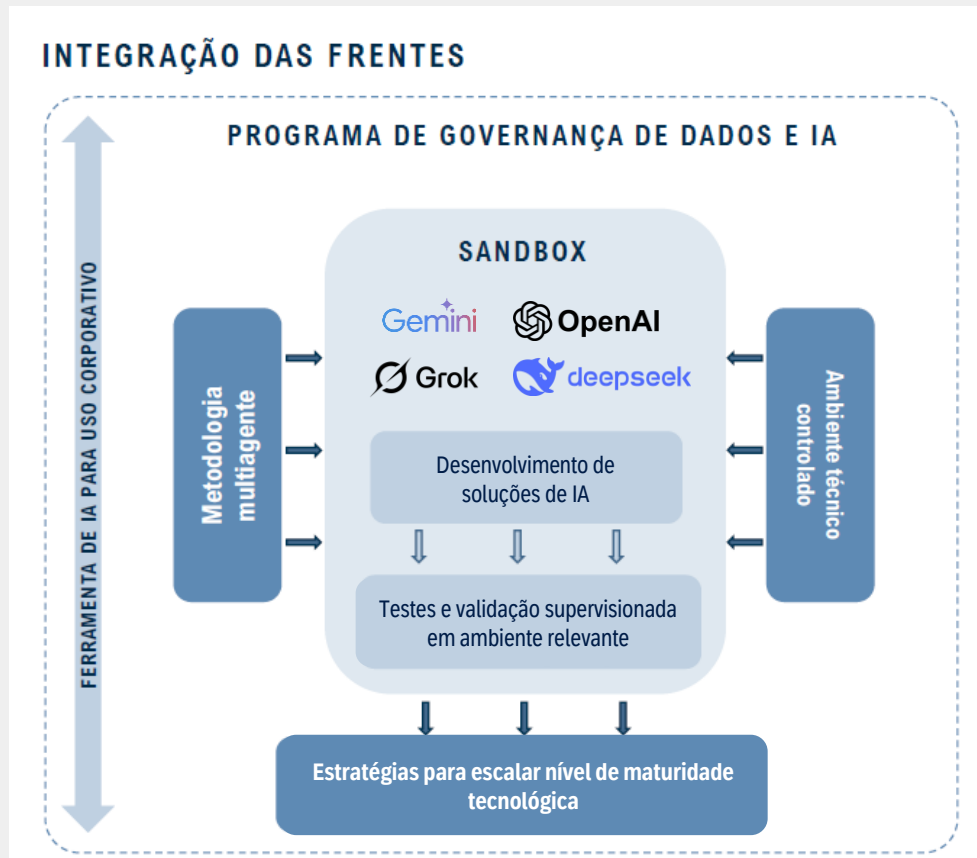 INTEGRAÇÃO DAS FRENTES
PROGRAMA DE GOVERNANÇA DE DADOS E IA
FERRAMENTA DE IA PARA USO CORPORATIVO
Metodologia
multiagente
SANDBOX
Gemini
OpenAI
Grok
deepseek
Desenvolvimento de
soluções de IA
Testes e validação supervisionada
em ambiente relevante
Ambiente técnico
controlado
Estratégias para escalar nível de maturidade
tecnológica